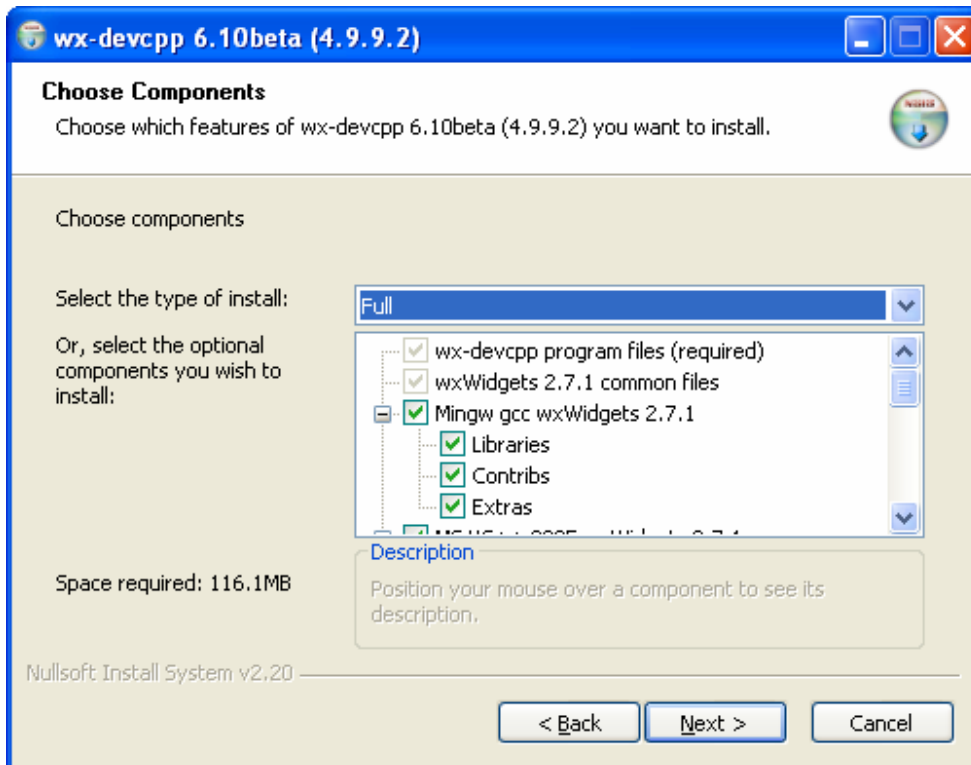 wx-devcpp 6.10beta (4.9.9.2)
Choose Components
Choose which features of wx-devcpp 6.10beta (4.9.9.2) you want to install.
Choose components
Select the type of install:
Full
Or, select the optional
components you wish to
install:
wx-devcpp program files (required)
wxWidgets 2.7.1 common files
Mingw gcc wxWidgets 2.7.1
Libraries
Contribs
Extras
Space required: 116.1MB
Description
Position your mouse over a component to see its
description.
Nullsoft Install System v2.20
< Back
Next >
Cancel